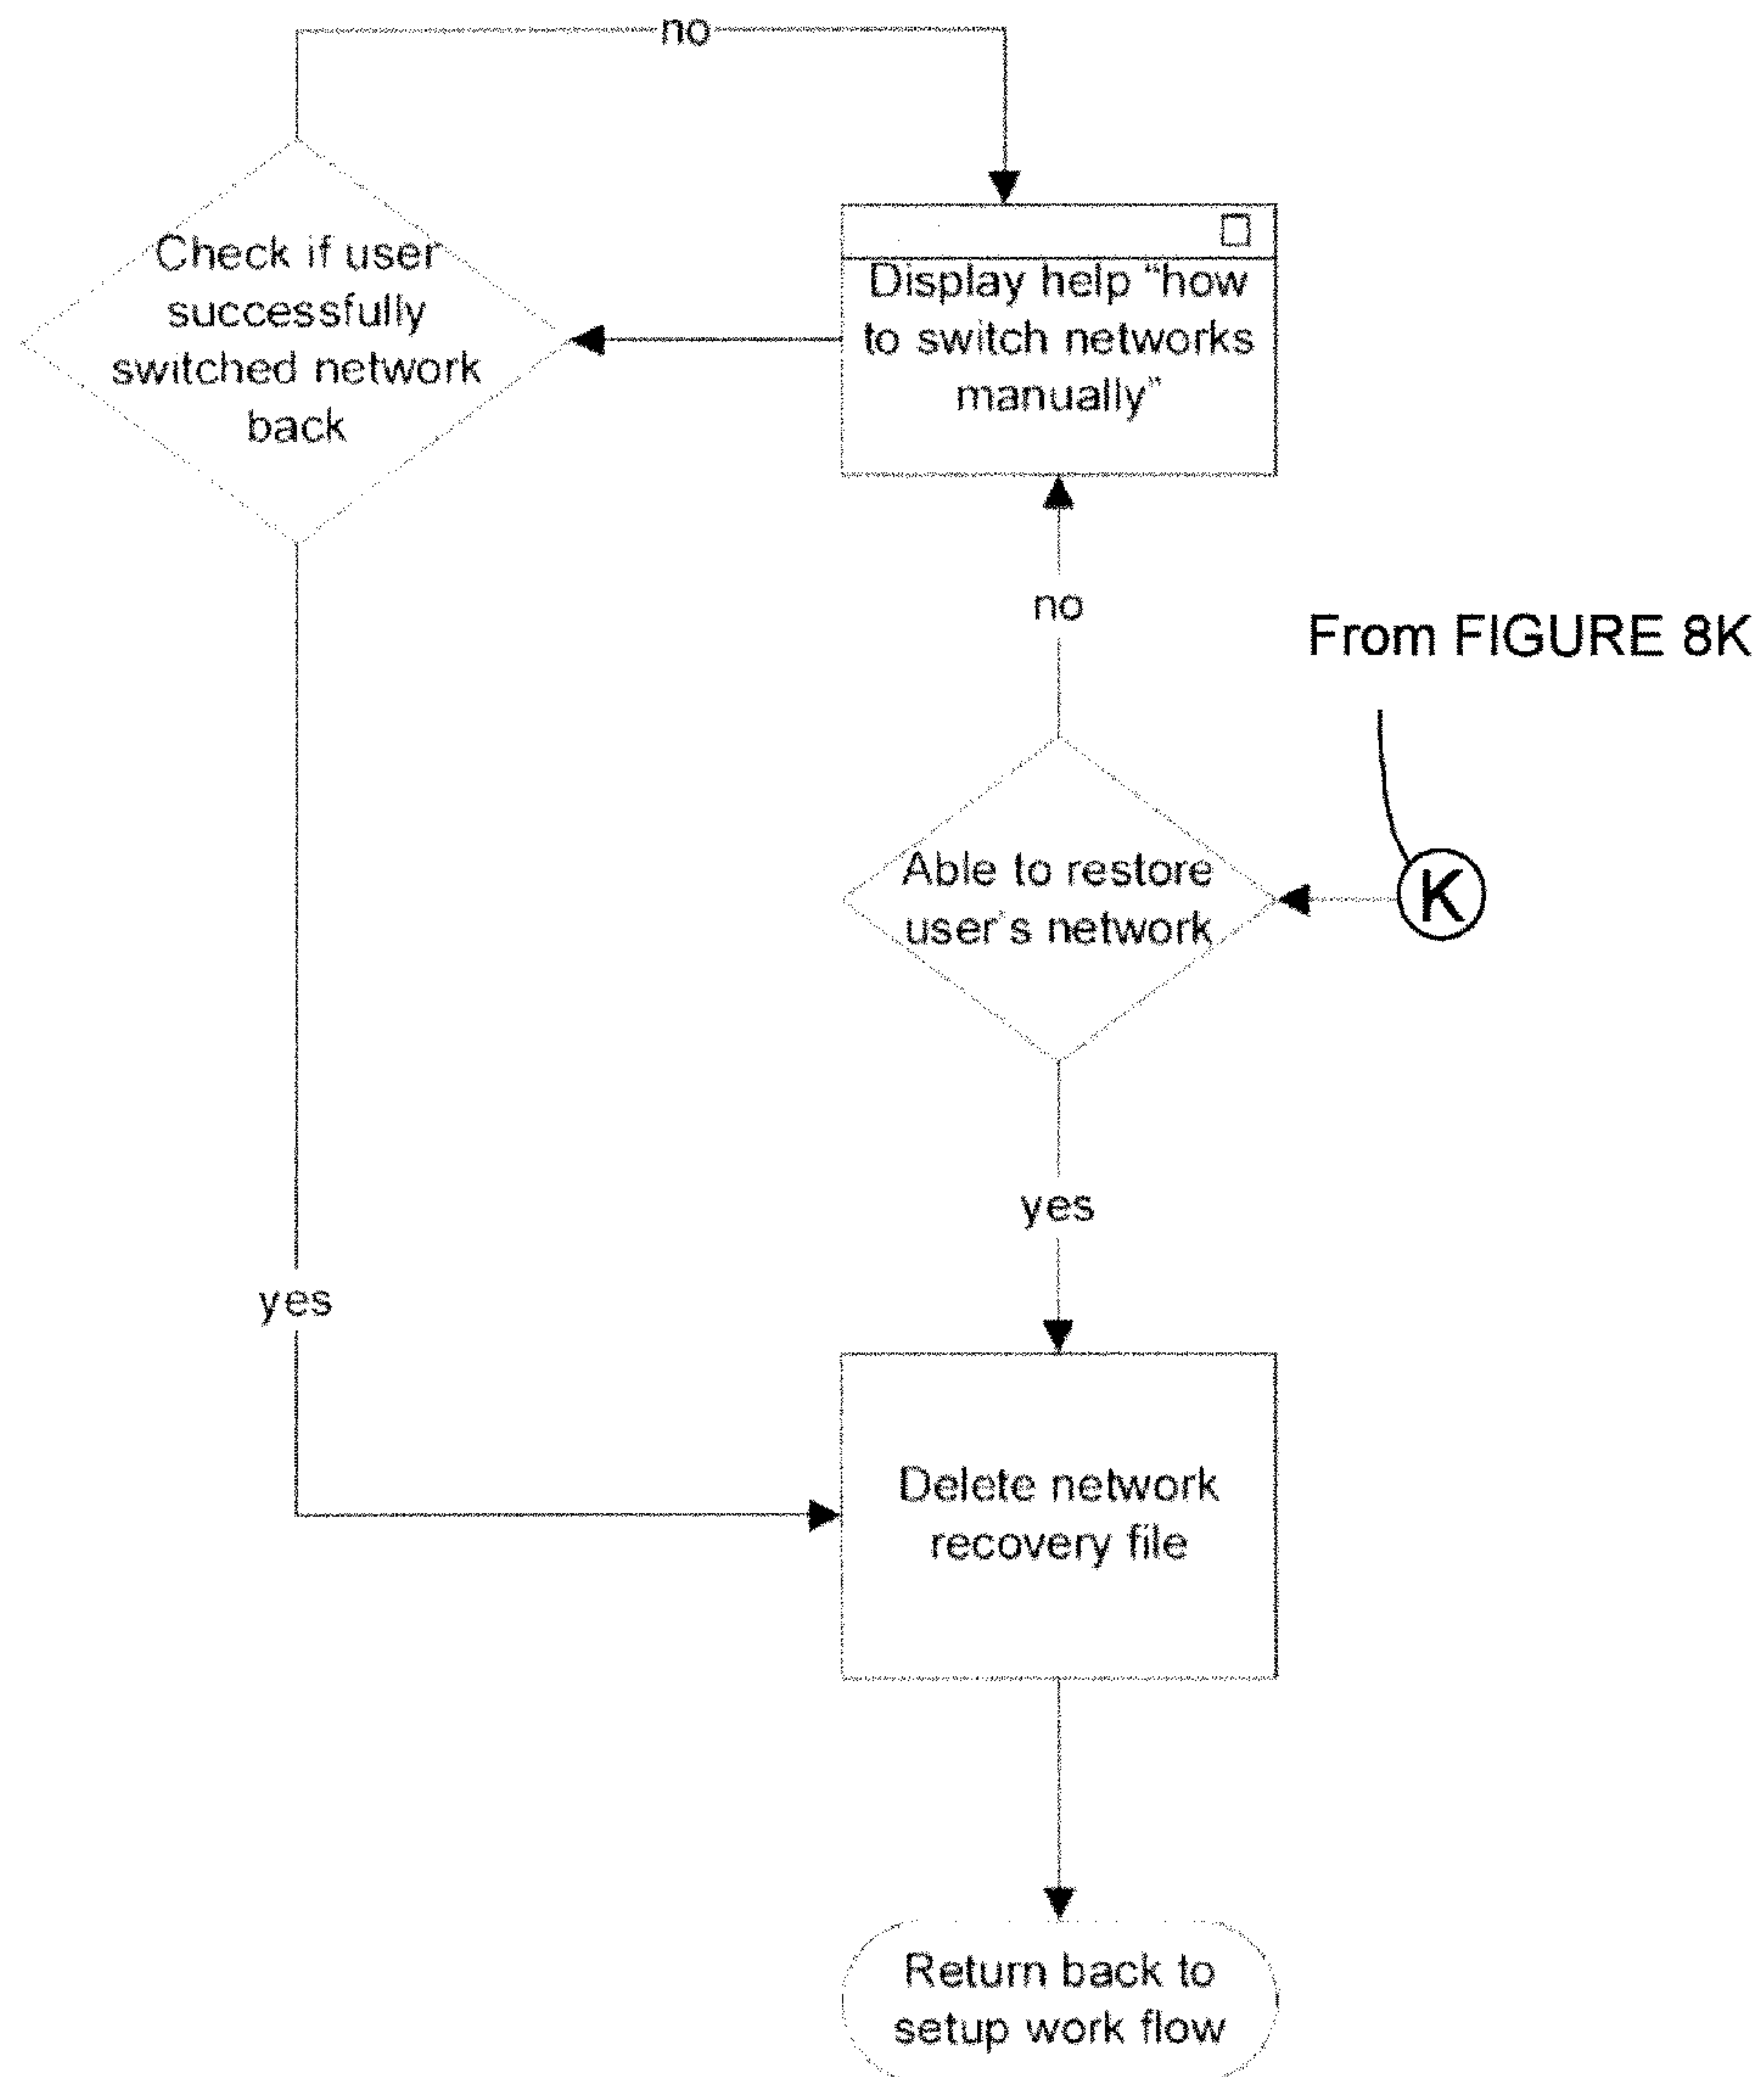 no
Check if user
successfully
switched network
back
Display help “how
to switch networks
manually”
no
From FIGURE 8K
Able to restore
user's network
K
yes
yes
Delete network
recovery file
Return back to
setup work flow